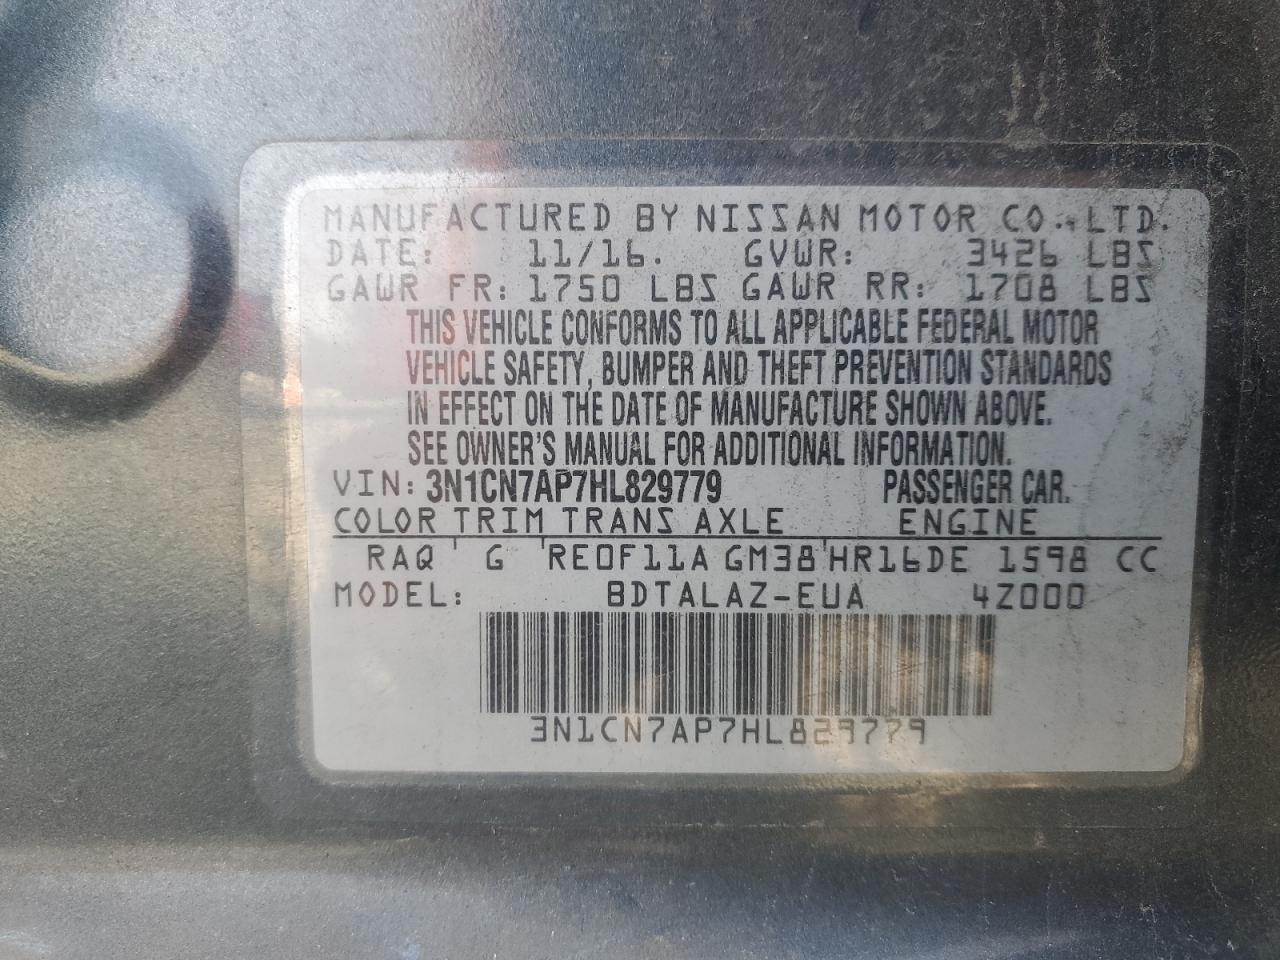 MANUFACTURED BY NISSAN MOTOR CO., LTD.
DATE: 11/16. GVWR: 3426 LBS
GAWR FR: 1750 LBS GAWR RR: 1708 LBS
THIS VEHICLE CONFORMS TO ALL APPLICABLE FEDERAL MOTOR
VEHICLE SAFETY, BUMPER AND THEFT PREVENTION STANDARDS
IN EFFECT ON THE DATE OF MANUFACTURE SHOWN ABOVE.
SEE OWNER'S MANUAL FOR ADDITIONAL INFORMATION.
VIN: 3N1CN7AP7HL829779 PASSENGER CAR.
COLOR TRIM TRANS AXLE ENGINE
RAQ ' G 'RE0F11A GM38'HR16DE 1598 CC
MODEL: BDTALAZ-EUA 4Z000
3N1CN7AP7HL829779